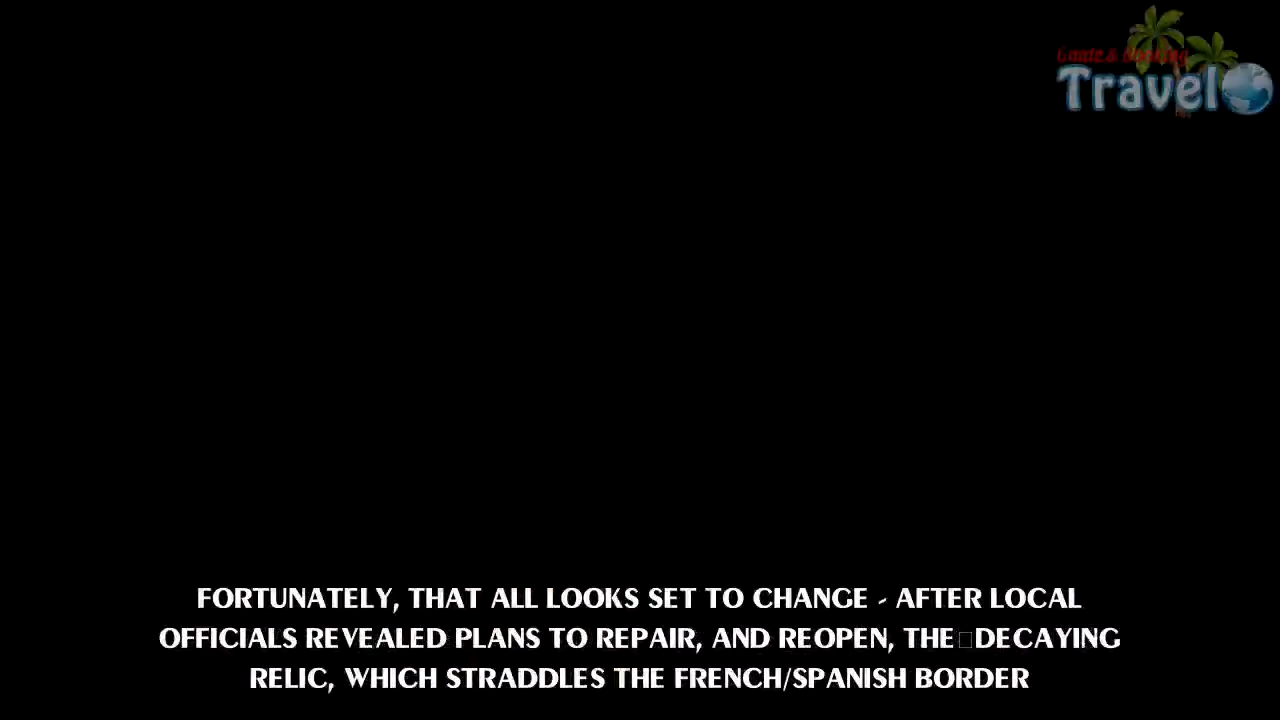 Travel
FORTUNATELY, THAT ALL LOOKS SET TO CHANGE - AFTER LOCAL
OFFICIALS REVEALED PLANS TO REPAIR, AND REOPEN, THE□DECAYING
RELIC, WHICH STRADDLES THE FRENCH/SPANISH BORDER